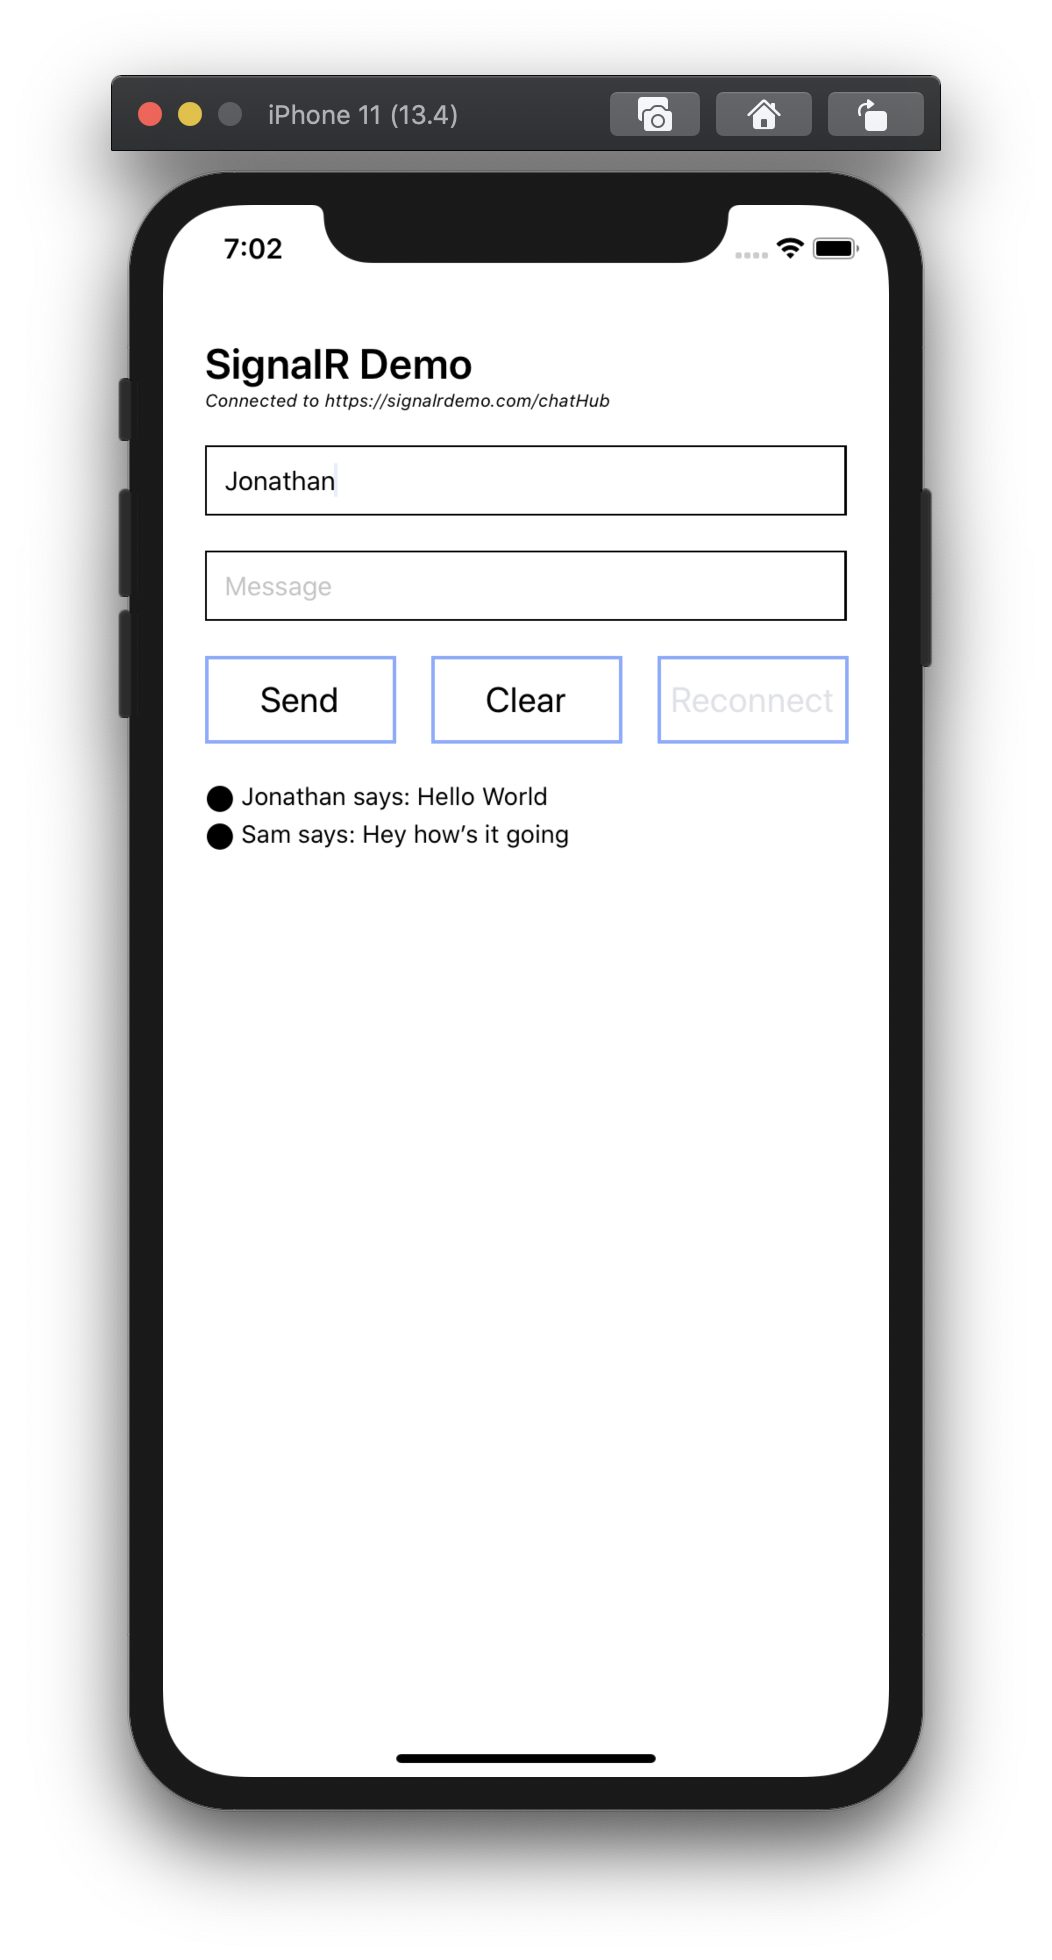 iPhone 11 (13.4)
7:02
SignalR Demo
Connected to https://signalrdemo.com/chatHub
Jonathan
Message
Send Clear Reconnect
Jonathan says: Hello World
Sam says: Hey how’s it going